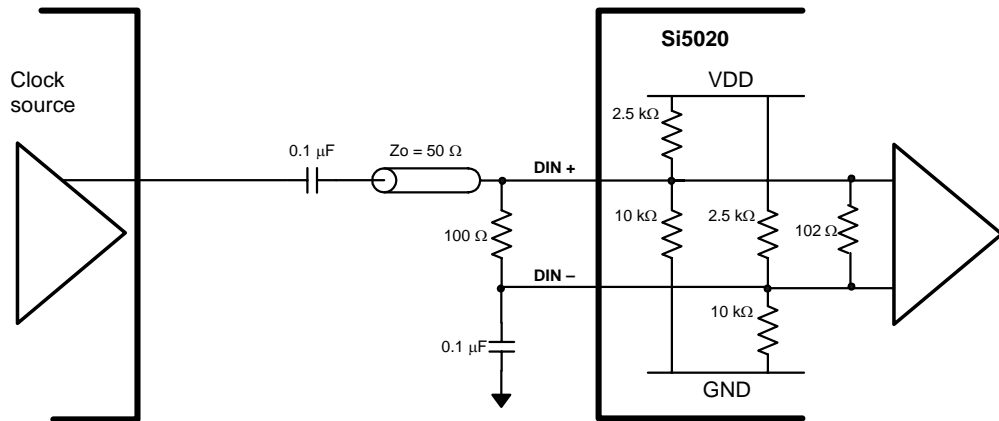 Si5020
Clock
source
VDD
2.5 kΩ
0.1 μF
Zo = 50 Ω
DIN +
100 Ω
10 kΩ
2.5 kΩ
102 Ω
DIN –
10 kΩ
0.1 μF
GND